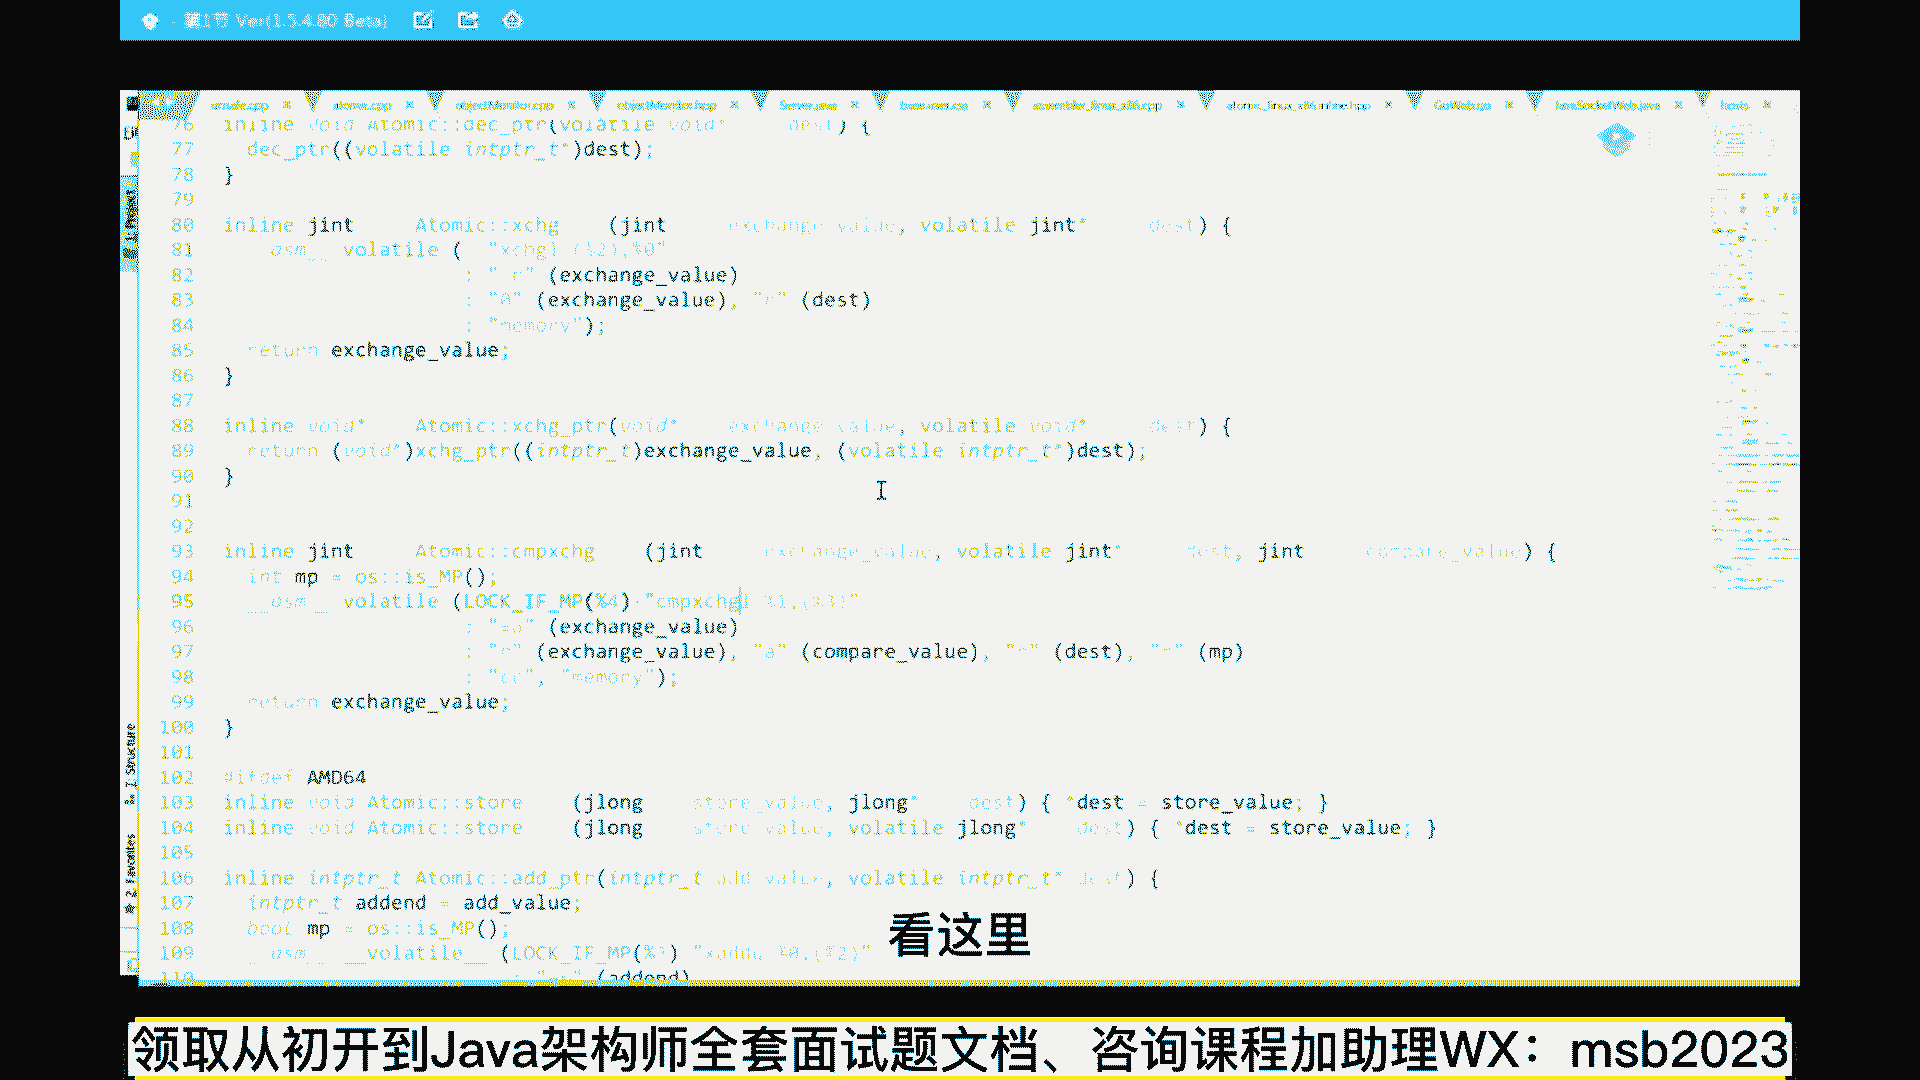 - 第1节 Ver(1.5.4.80 Beta)
unsafe.cpp × atomic.cpp × objectMonitor.cpp × objectMonitor.hpp × Server.java × × assembler_linux_x86.cpp × atomic_linux_x86.inline.hpp × × × hosts ×
1: Project
76 inline void Atomic::dec_ptr(volatile void* dest) {
77 dec_ptr((volatile intptr_t*)dest);
78 }
79
80 inline jint Atomic::xchg (jint exchange_value, volatile jint* dest) {
81 __asm__ volatile ( "xchgl (%2),%0"
82 : "=r" (exchange_value)
83 : "0" (exchange_value), "r" (dest)
84 : "memory");
85 return exchange_value;
86 }
87
88 inline void* Atomic::xchg_ptr(void* exchange_value, volatile void* dest) {
89 return (void*)xchg_ptr((intptr_t)exchange_value, (volatile intptr_t*)dest);
90 }
91
92
93 inline jint Atomic::cmpxchg (jint exchange_value, volatile jint* dest, jint compare_value) {
94 int mp = os::is_MP();
95 __asm__ volatile (LOCK_IF_MP(%4) "cmpxchgl %1,(%3)"
96 : "=a" (exchange_value)
97 : "r" (exchange_value), "a" (compare_value), "r" (dest), "r" (mp)
98 : "cc", "memory");
99 return exchange_value;
100 }
101
102 #ifdef AMD64
103 inline void Atomic::store (jlong store_value, jlong* dest) { *dest = store_value; }
104 inline void Atomic::store (jlong store_value, volatile jlong* dest) { *dest = store_value; }
105
106 inline intptr_t Atomic::add_ptr(intptr_t add_value, volatile intptr_t* dest) {
107 intptr_t addend = add_value;
108 bool mp = os::is_MP();
109 __asm__ __volatile__ (LOCK_IF_MP(%3) "xaddq %0,(%2)"
110 : "=r" (addend)
7: Structure
2: Favorites
看这里
领取从初开到Java架构师全套面试题文档、咨询课程加助理WX：msb2023